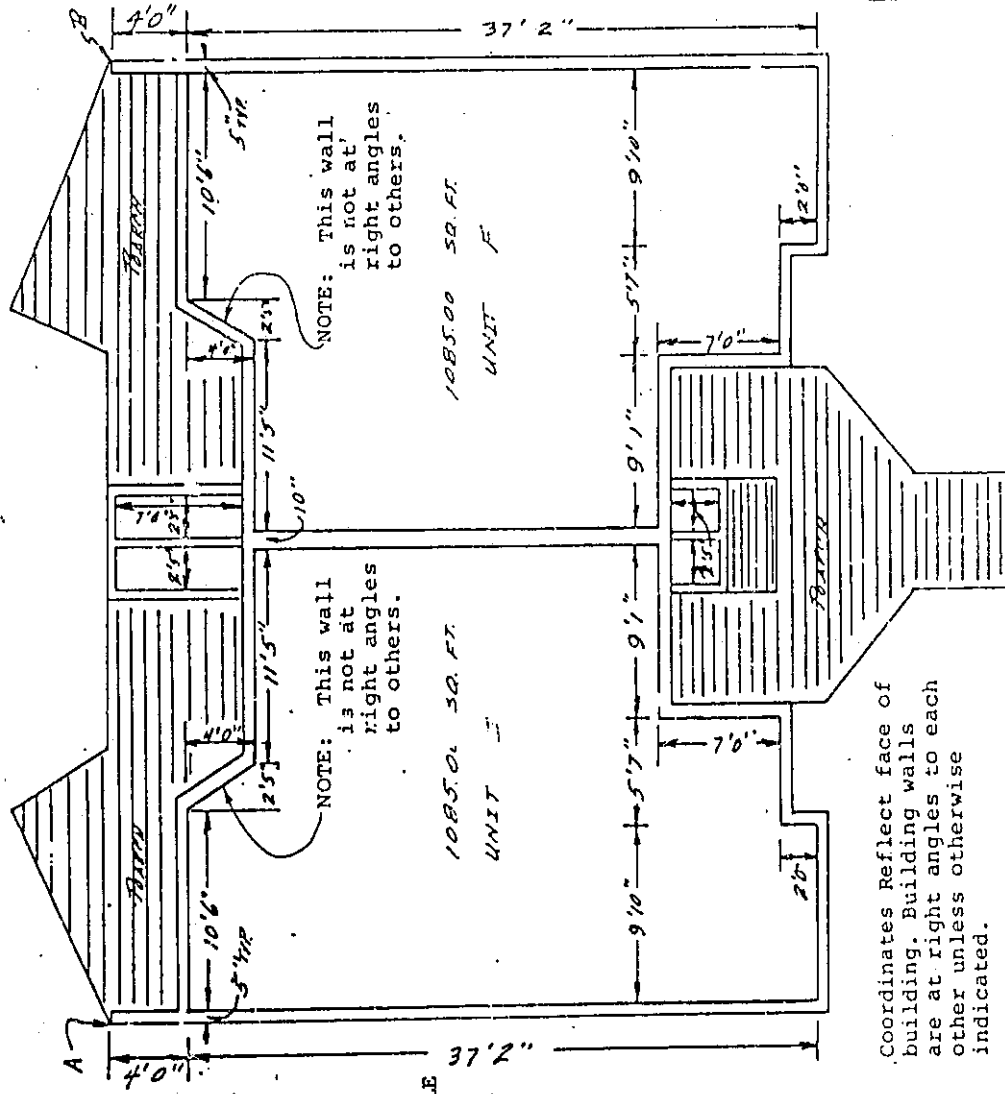 A
B
4'0"
4'0"
5"
37'2"
37'2"
PORCH
PORCH
10'6"
5" TYP.
10'6"
5" TYP.
7'0"
2'5"
2'5"
4'0"
4'0"
2'5"
2'5"
11'5"
11'5"
10"
NOTE: This wall
is not at
right angles
to others.
NOTE: This wall
is not at
right angles
to others.
1085.0 SQ. FT.
UNIT E
1085.00 SQ. FT.
UNIT F
9'10"
5'7"
9'1"
9'1"
5'7"
9'10"
7'0"
7'0"
2'0"
2'0"
PORCH
LE
Coordinates Reflect face of
building. Building walls
are at right angles to each
other unless otherwise
indicated.